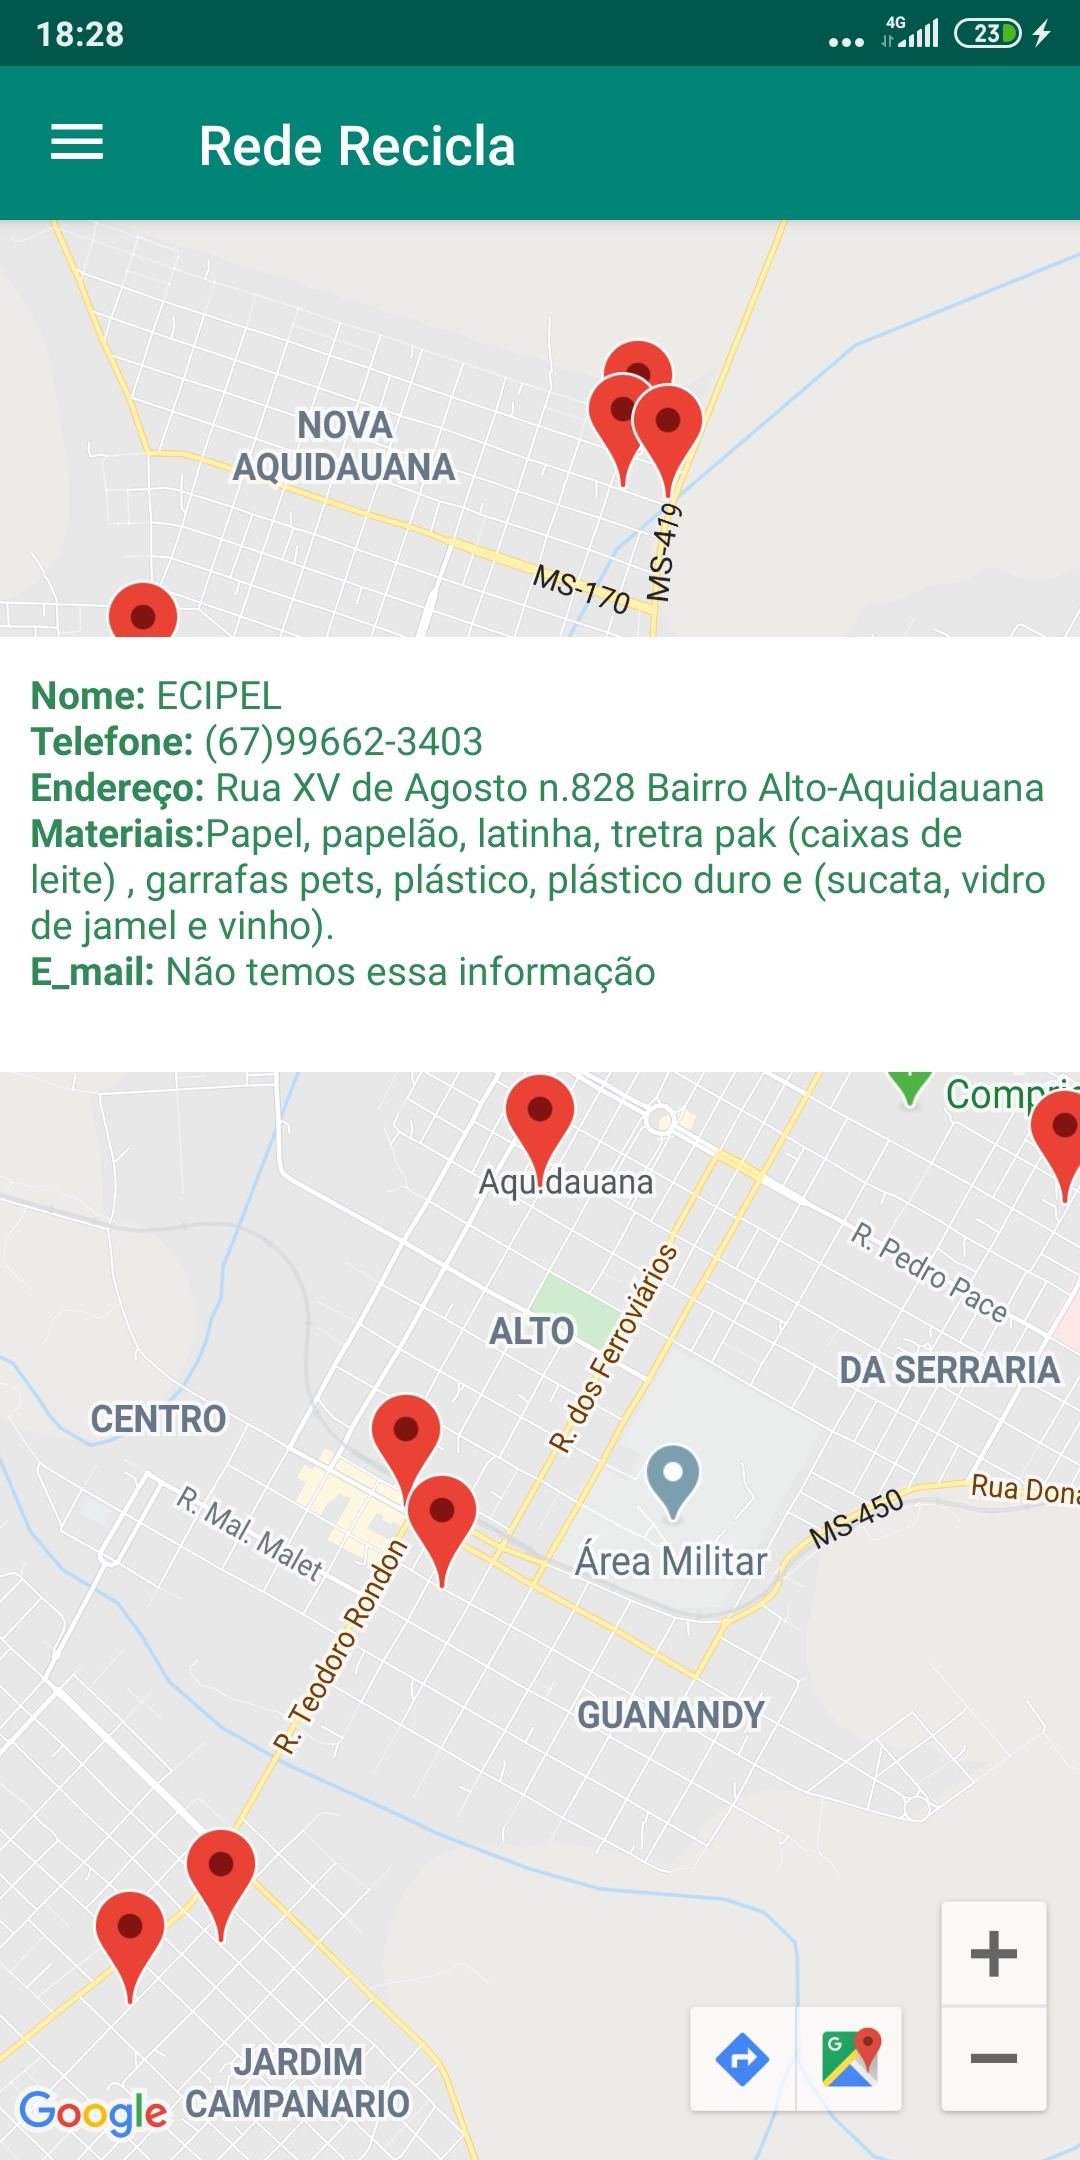 18:28
4G
23
Rede Recicla
NOVA
AQUIDAUANA
MS-419
MS-170
Nome: ECIPEL
Telefone: (67)99662-3403
Endereço: Rua XV de Agosto n.828 Bairro Alto-Aquidauana
Materiais:Papel, papelão, latinha, tretra pak (caixas de
leite) , garrafas pets, plástico, plástico duro e (sucata, vidro
de jamel e vinho).
E_mail: Não temos essa informação
Aquidauana
R. Pedro Pace
R. dos Ferroviários
ALTO
DA SERRARIA
CENTRO
R. Mal. Malet
Rua
MS-450
Área Militar
R. Teodoro Rondon
GUANANDY
JARDIM
CAMPANARIO
Google
G